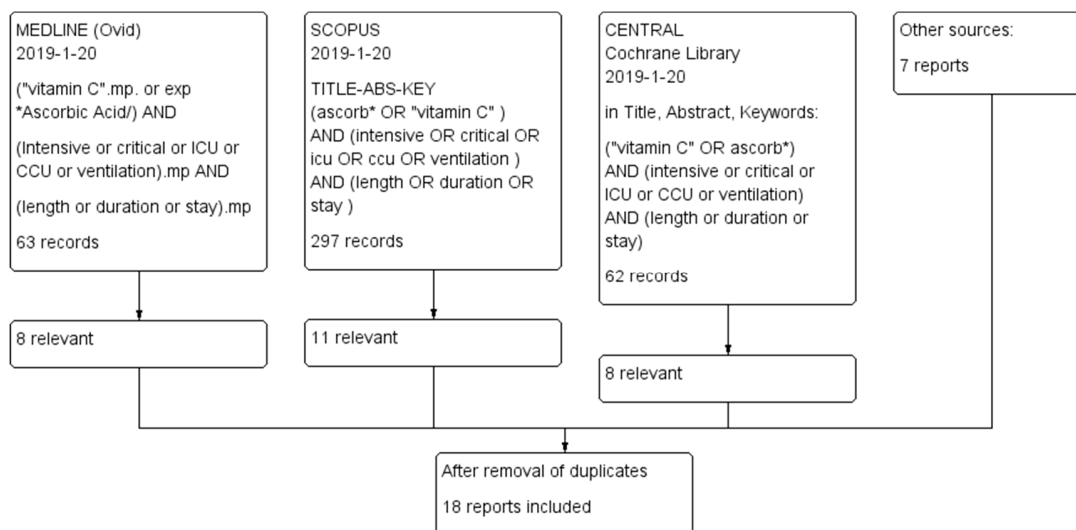 MEDLINE (Ovid)
2019-1-20
("vitamin C".mp. or exp
*Ascorbic Acid/) AND
(Intensive or critical or ICU or
CCU or ventilation).mp AND
(length or duration or stay).mp
63 records
8 relevant
SCOPUS
2019-1-20
TITLE-ABS-KEY
(ascorb* OR "vitamin C" )
AND (intensive OR critical OR
icu OR ccu OR ventilation )
AND (length OR duration OR
stay )
297 records
11 relevant
CENTRAL
Cochrane Library
2019-1-20
in Title, Abstract, Keywords:
("vitamin C" OR ascorb*)
AND (intensive or critical or
ICU or CCU or ventilation)
AND (length or duration or
stay)
62 records
8 relevant
Other sources:
7 reports
After removal of duplicates
18 reports included